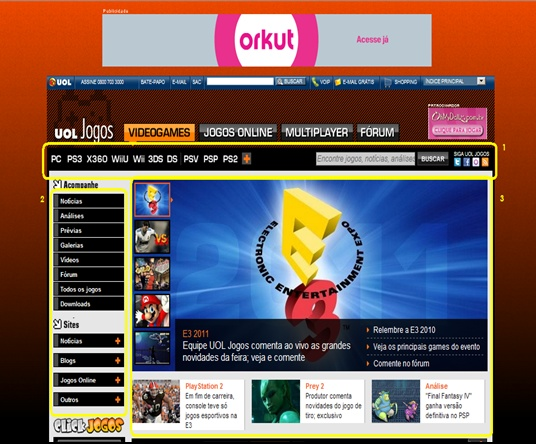 Publicidade
orkut
Acesse já
UOL
ASSINE 0800 703 3000
BATE-PAPO
E-MAIL
SAC
BUSCAR
VOIP
E-MAIL GRÁTIS
SHOPPING
ÍNDICE PRINCIPAL
PATROCINADOR
CLIQUE PARA JOGAR
UOL Jogos
VIDEOGAMES
JOGOS ONLINE
MULTIPLAYER
FÓRUM
1
PC PS3 X360 WiiU Wii 3DS DS PSV PSP PS2 +
Encontre jogos, notícias, análises
BUSCAR
SIGA UOL JOGOS
Acompanhe
2
3
Notícias
Análises
Prévias
Galerias
Vídeos
Fórum
Todos os jogos
Downloads
Sites
Notícias +
Blogs +
Jogos Online +
Outros +
CLICKJOGOS
VS
E3
ELECTRONIC ENTERTAINMENT EXPO
E3 2011
Equipe UOL Jogos comenta ao vivo as grandes
novidades da feira; veja e comente
Relembre a E3 2010
Veja os principais games do evento
Comente no fórum
PlayStation 2
Em fim de carreira,
console teve só
jogos esportivos na
E3
Prey 2
Produtor comenta
novidades do jogo de
tiro; exclusivo
Análise
"Final Fantasy IV"
ganha versão
definitiva no PSP